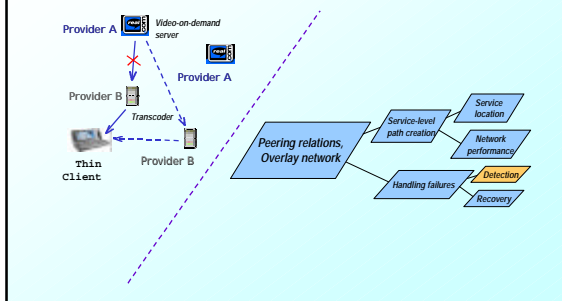 Provider A
Video-on-demand
server
Provider A
Provider B
Transcoder
Thin
Client
Provider B
Peering relations,
Overlay network
Service-level
path creation
Service
location
Network
performance
Handling failures
Detection
Recovery